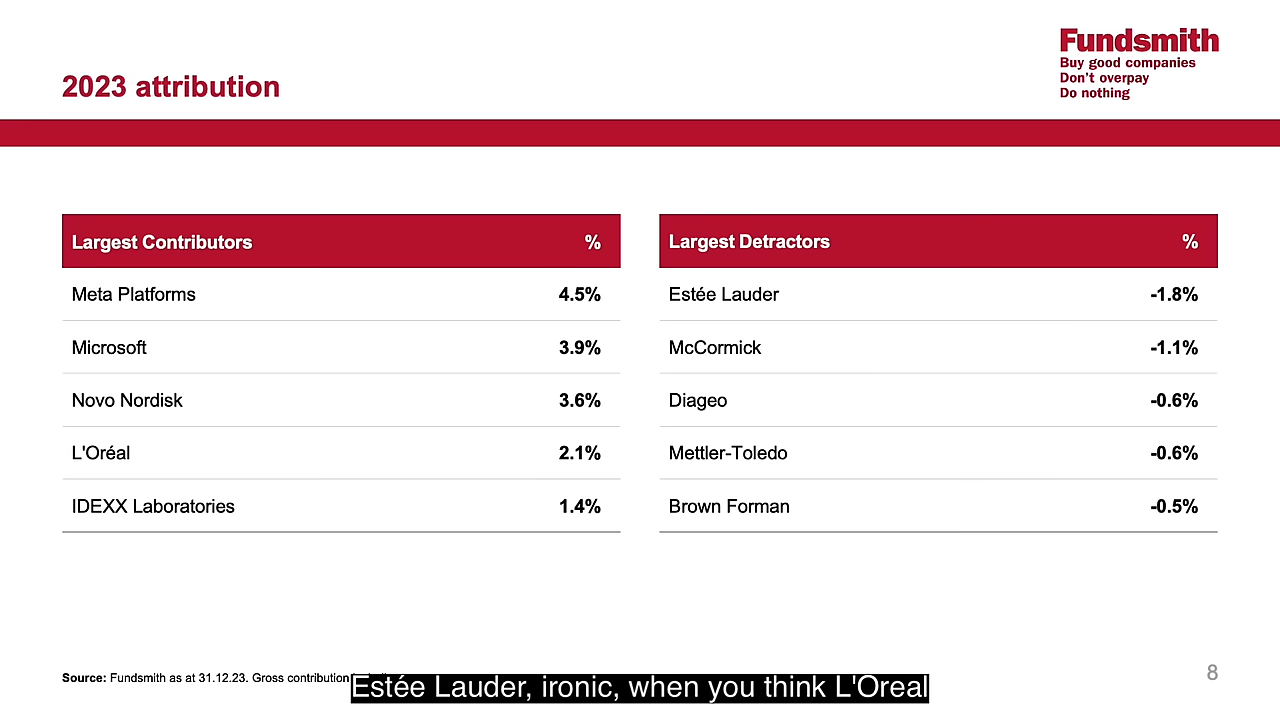 Fundsmith
Buy good companies
Don't overpay
Do nothing
2023 attribution
Largest Contributors %
Meta Platforms 4.5%
Microsoft 3.9%
Novo Nordisk 3.6%
L'Oréal 2.1%
IDEXX Laboratories 1.4%
Largest Detractors %
Estée Lauder -1.8%
McCormick -1.1%
Diageo -0.6%
Mettler-Toledo -0.6%
Brown Forman -0.5%
Source: Fundsmith as at 31.12.23. Gross contribution
8
Estée Lauder, ironic, when you think L'Oreal